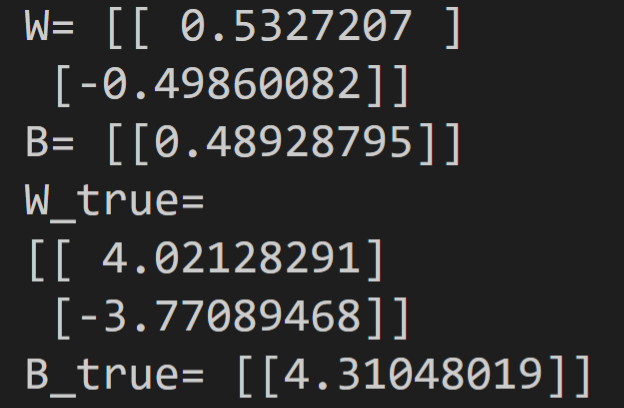 W= [[ 0.5327207 ]
 [-0.49860082]]
B= [[0.48928795]]
W_true=
[[ 4.02128291]
 [-3.77089468]]
B_true= [[4.31048019]]